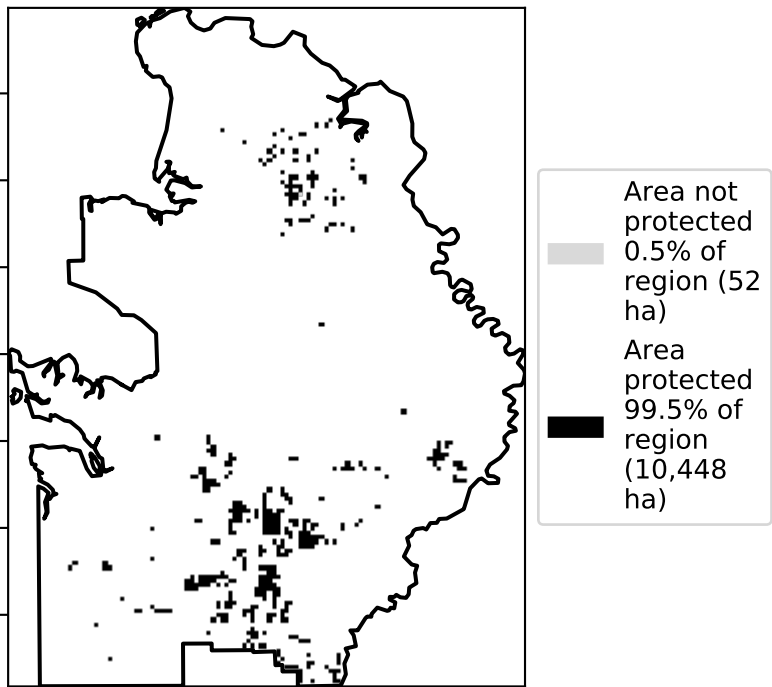 Area not
protected
0.5% of
region (52
ha)
Area
protected
99.5% of
region
(10,448
ha)